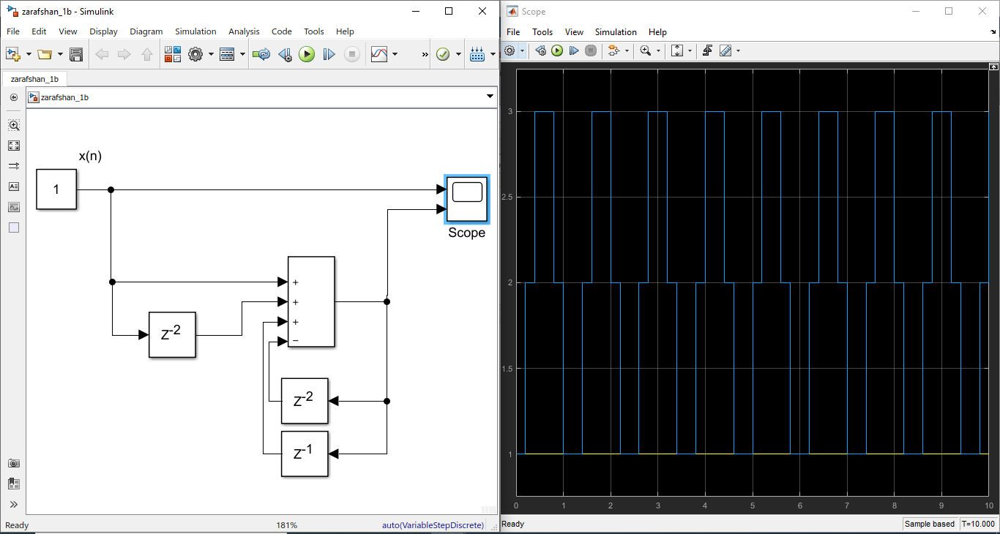 zarafshan_1b - Simulink
File Edit View Display Diagram Simulation Analysis Code Tools Help
»
zarafshan_1b
zarafshan_1b
x(n)
1
Scope
+
+
+
−
Z-2
Z-2
Z-1
Ready 181% auto(VariableStepDiscrete)
Scope
File Tools View Simulation Help
3
2.5
2
1.5
1
0 1 2 3 4 5 6 7 8 9 10
Ready Sample based T=10.000